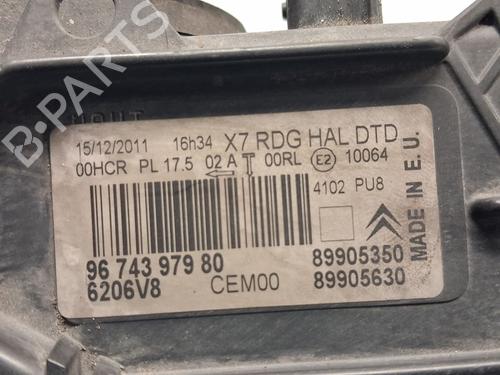 HAUT
15/12/2011 16h34 X7 RDG HAL DTD
00HCR PL 17.5 02 A 00RL E2 10064
4102 PU8
MADE IN E.U.
96 743 979 80 89905350
6206V8 CEM00 89905630
B-PARTS